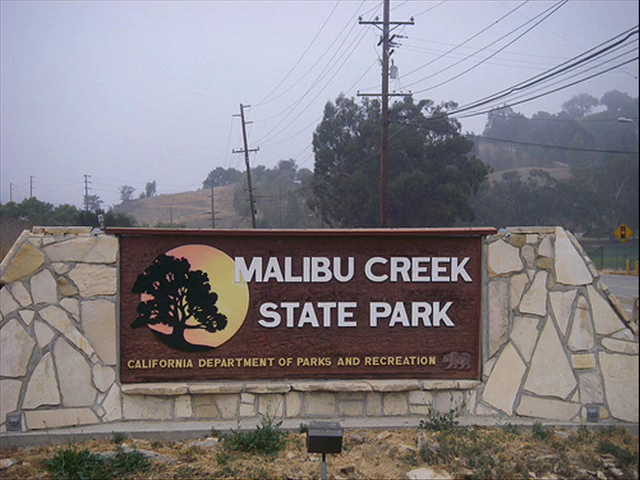 MALIBU CREEK
STATE PARK
CALIFORNIA DEPARTMENT OF PARKS AND RECREATION